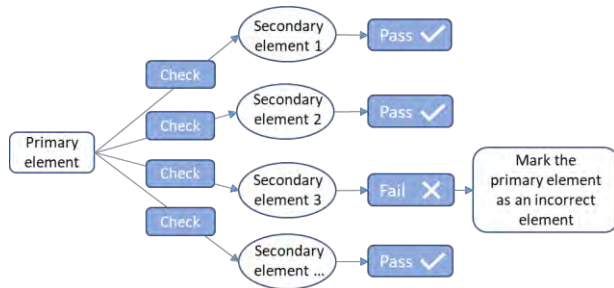 Secondary
element 1
Pass
Check
Secondary
element 2
Pass
Check
Primary
element
Check
Secondary
element 3
Fail
Mark the
primary element
as an incorrect
element
Check
Secondary
element ...
Pass